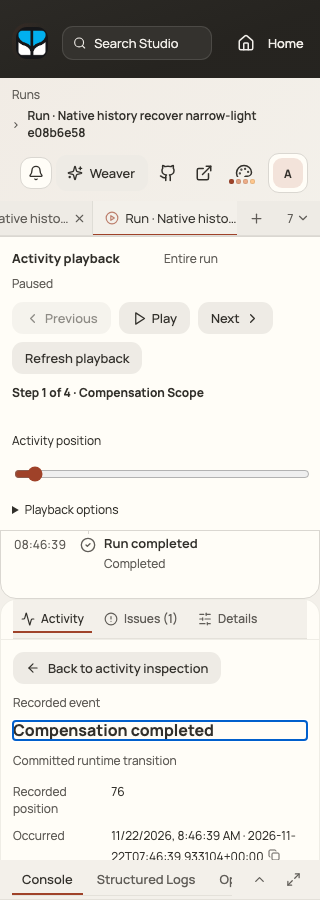 Search Studio
Home
Runs
Run · Native history recover narrow-light
e08b6e58
Weaver
A
ative histo...
Run · Native histo...
7
Activity playback
Entire run
Paused
Previous
Play
Next
Refresh playback
Step 1 of 4 · Compensation Scope
Activity position
Playback options
08:46:39
Run completed
Completed
Activity
Issues (1)
Details
Back to activity inspection
Recorded event
Compensation completed
Committed runtime transition
Recorded
position
76
Occurred
11/22/2026, 8:46:39 AM · 2026-11-
22T07:46:39.933104+00:00
Console
Structured Logs